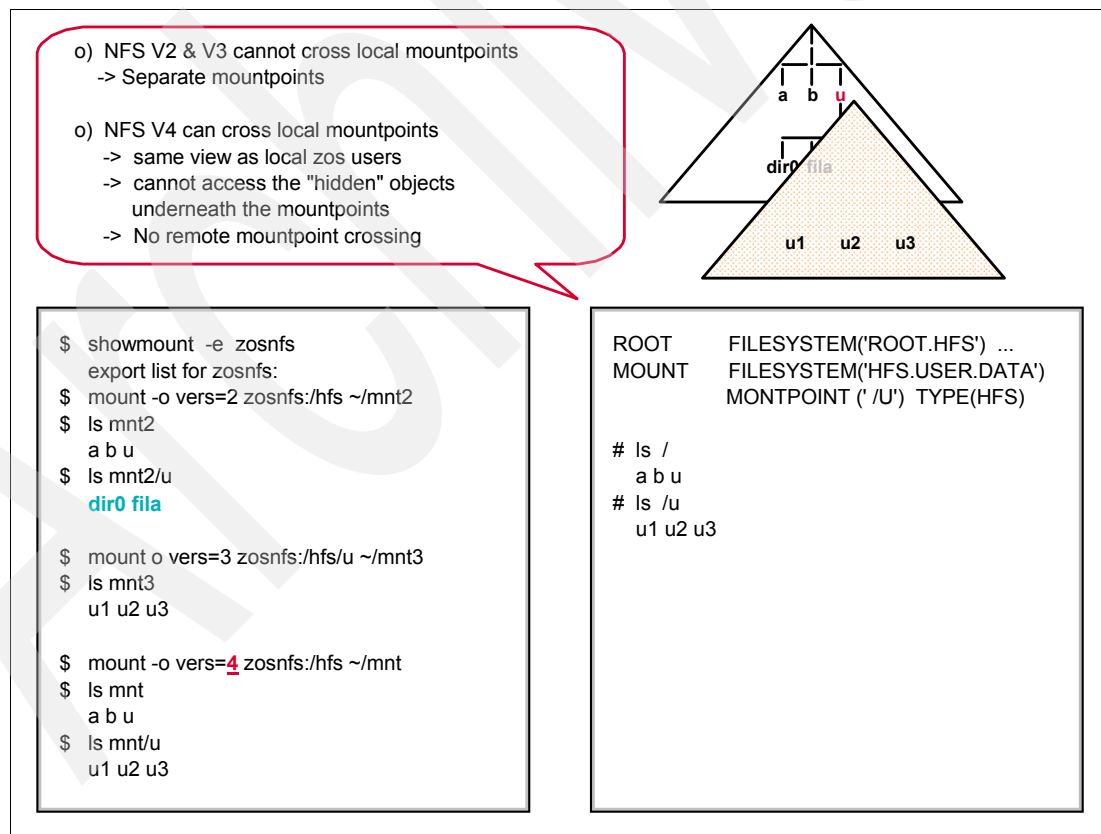 o) NFS V2 & V3 cannot cross local mountpoints
-> Separate mountpoints
o) NFS V4 can cross local mountpoints
-> same view as local zos users
-> cannot access the "hidden" objects
underneath the mountpoints
-> No remote mountpoint crossing
a b u
dir0 fila
u1 u2 u3
$ showmount -e zosnfs
export list for zosnfs:
$ mount -o vers=2 zosnfs:/hfs ~/mnt2
$ ls mnt2
a b u
$ ls mnt2/u
dir0 fila
$ mount o vers=3 zosnfs:/hfs/u ~/mnt3
$ ls mnt3
u1 u2 u3
$ mount -o vers=4 zosnfs:/hfs ~/mnt
$ ls mnt
a b u
$ ls mnt/u
u1 u2 u3
ROOT FILESYSTEM('ROOT.HFS') ...
MOUNT FILESYSTEM('HFS.USER.DATA')
MONTPOINT (' /U') TYPE(HFS)
# ls /
a b u
# ls /u
u1 u2 u3